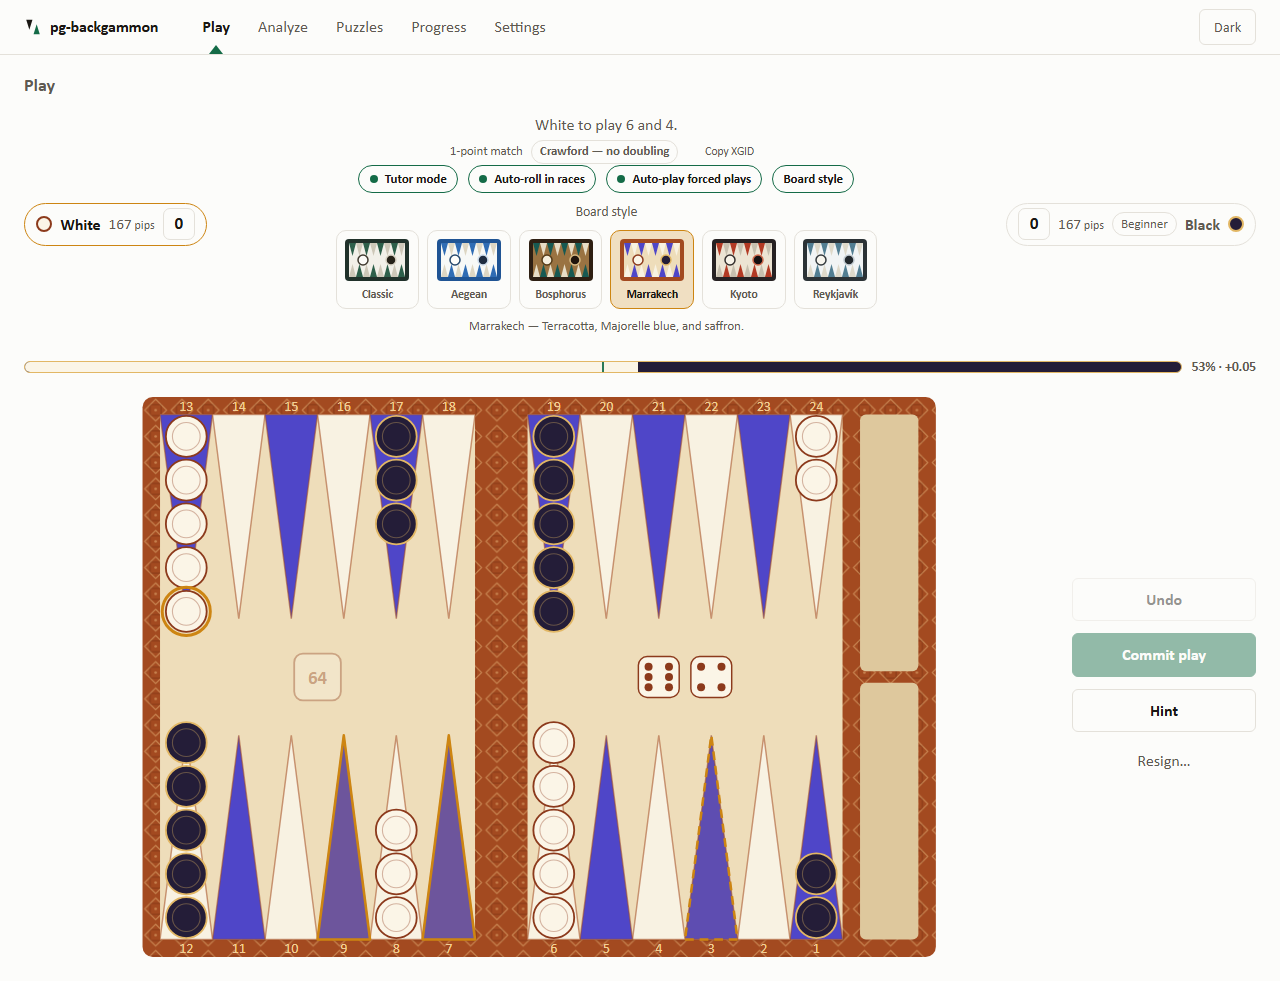 pg-backgammon Play Analyze Puzzles Progress Settings Dark
Play
White to play 6 and 4.
1-point match Crawford — no doubling Copy XGID
Tutor mode Auto-roll in races Auto-play forced plays Board style
White 167 pips 0
Board style
0 167 pips Beginner Black
Classic Aegean Bosphorus Marrakech Kyoto Reykjavík
Marrakech — Terracotta, Majorelle blue, and saffron.
53% · +0.05
13 14 15 16 17 18 19 20 21 22 23 24
64
Undo
Commit play
Hint
Resign...
12 11 10 9 8 7 6 5 4 3 2 1